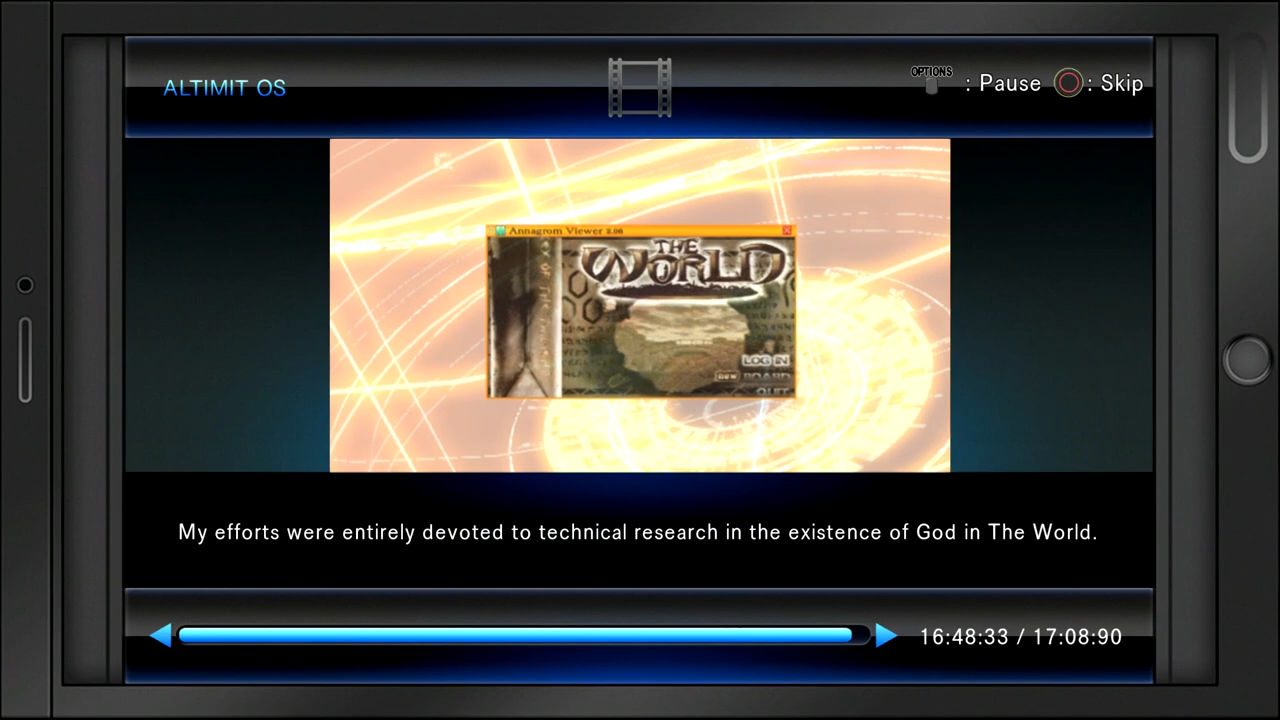 ALTIMIT OS
OPTIONS : Pause : Skip
Annagrom Viewer 2.06
THE
WORLD
LOG IN
NEW BOARD
QUIT
My efforts were entirely devoted to technical research in the existence of God in The World.
16:48:33 / 17:08:90